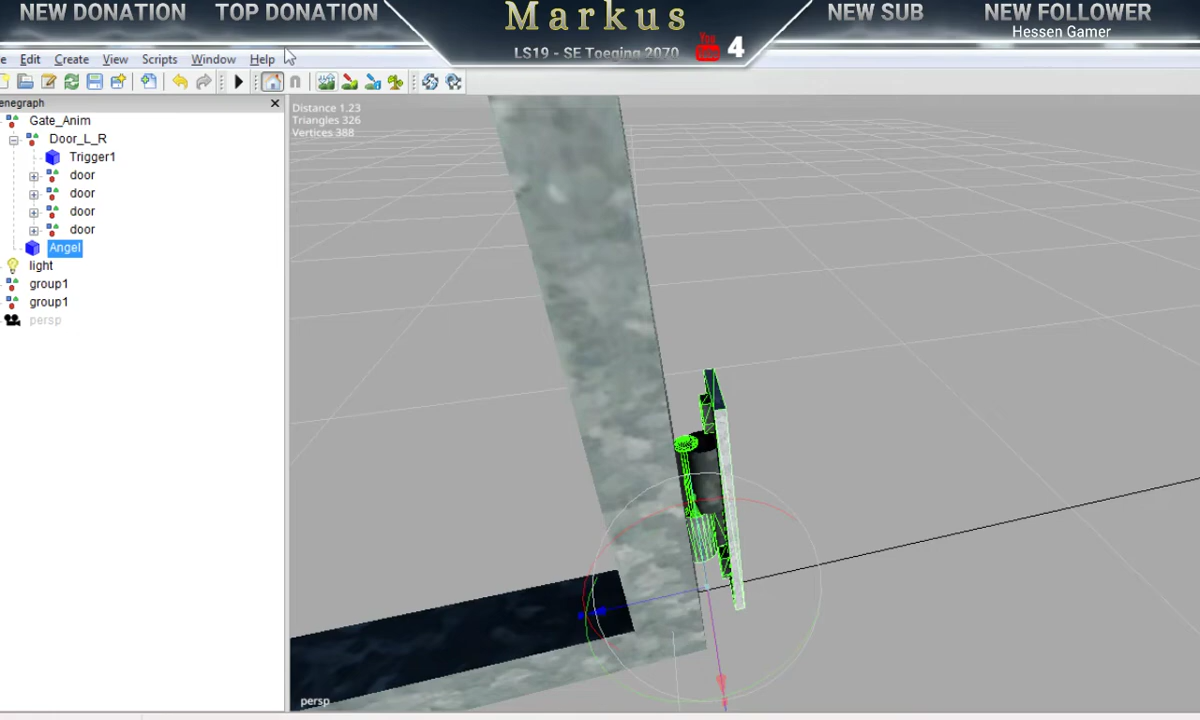 NEW DONATION
TOP DONATION
Markus
LS19 - SE Toeging 2070
You
Tube
4
NEW SUB
NEW FOLLOWER
Hessen Gamer
e Edit Create View Scripts Window Help
enegraph
Gate_Anim
Door_L_R
Trigger1
door
door
door
door
Angel
light
group1
group1
persp
Distance 1.23
Triangles 326
Vertices 388
persp